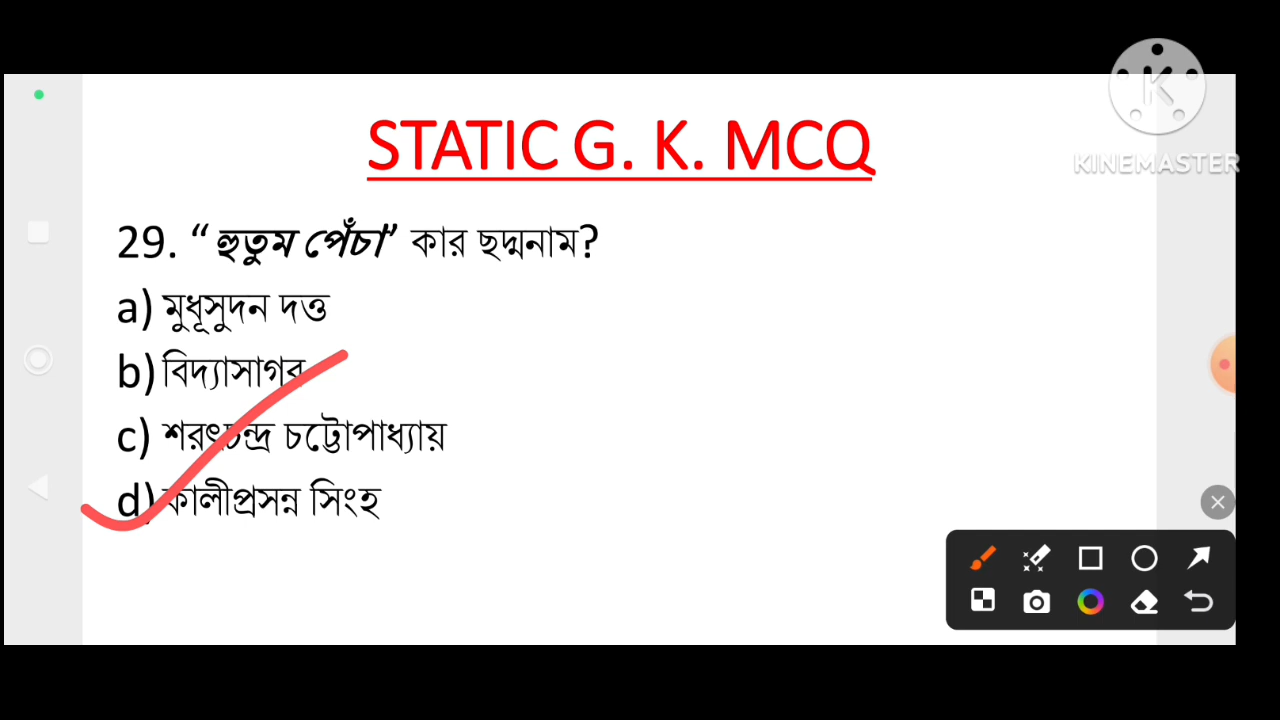 STATIC G. K. MCQ
KINEMASTER
29. “হুতুম পেঁচা” কার ছদ্মনাম?
a) মুধূসুদন দত্ত
b) বিদ্যাসাগর
c) শরৎচন্দ্র চট্টোপাধ্যায়
d) কালীপ্রসন্ন সিংহ